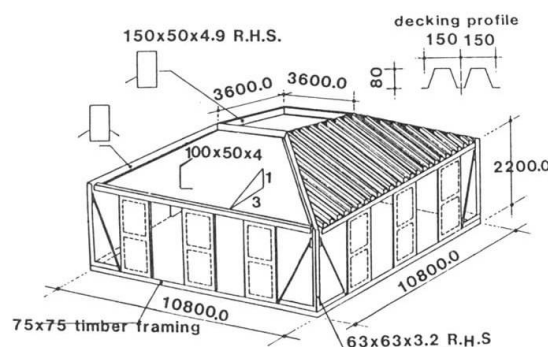 decking profile
150 150
80
150x50x4.9 R.H.S.
3600.0 3600.0
100x50x4
1
3
2200.0
10800.0
10800.0
75x75 timber framing
63x63x3.2 R.H.S